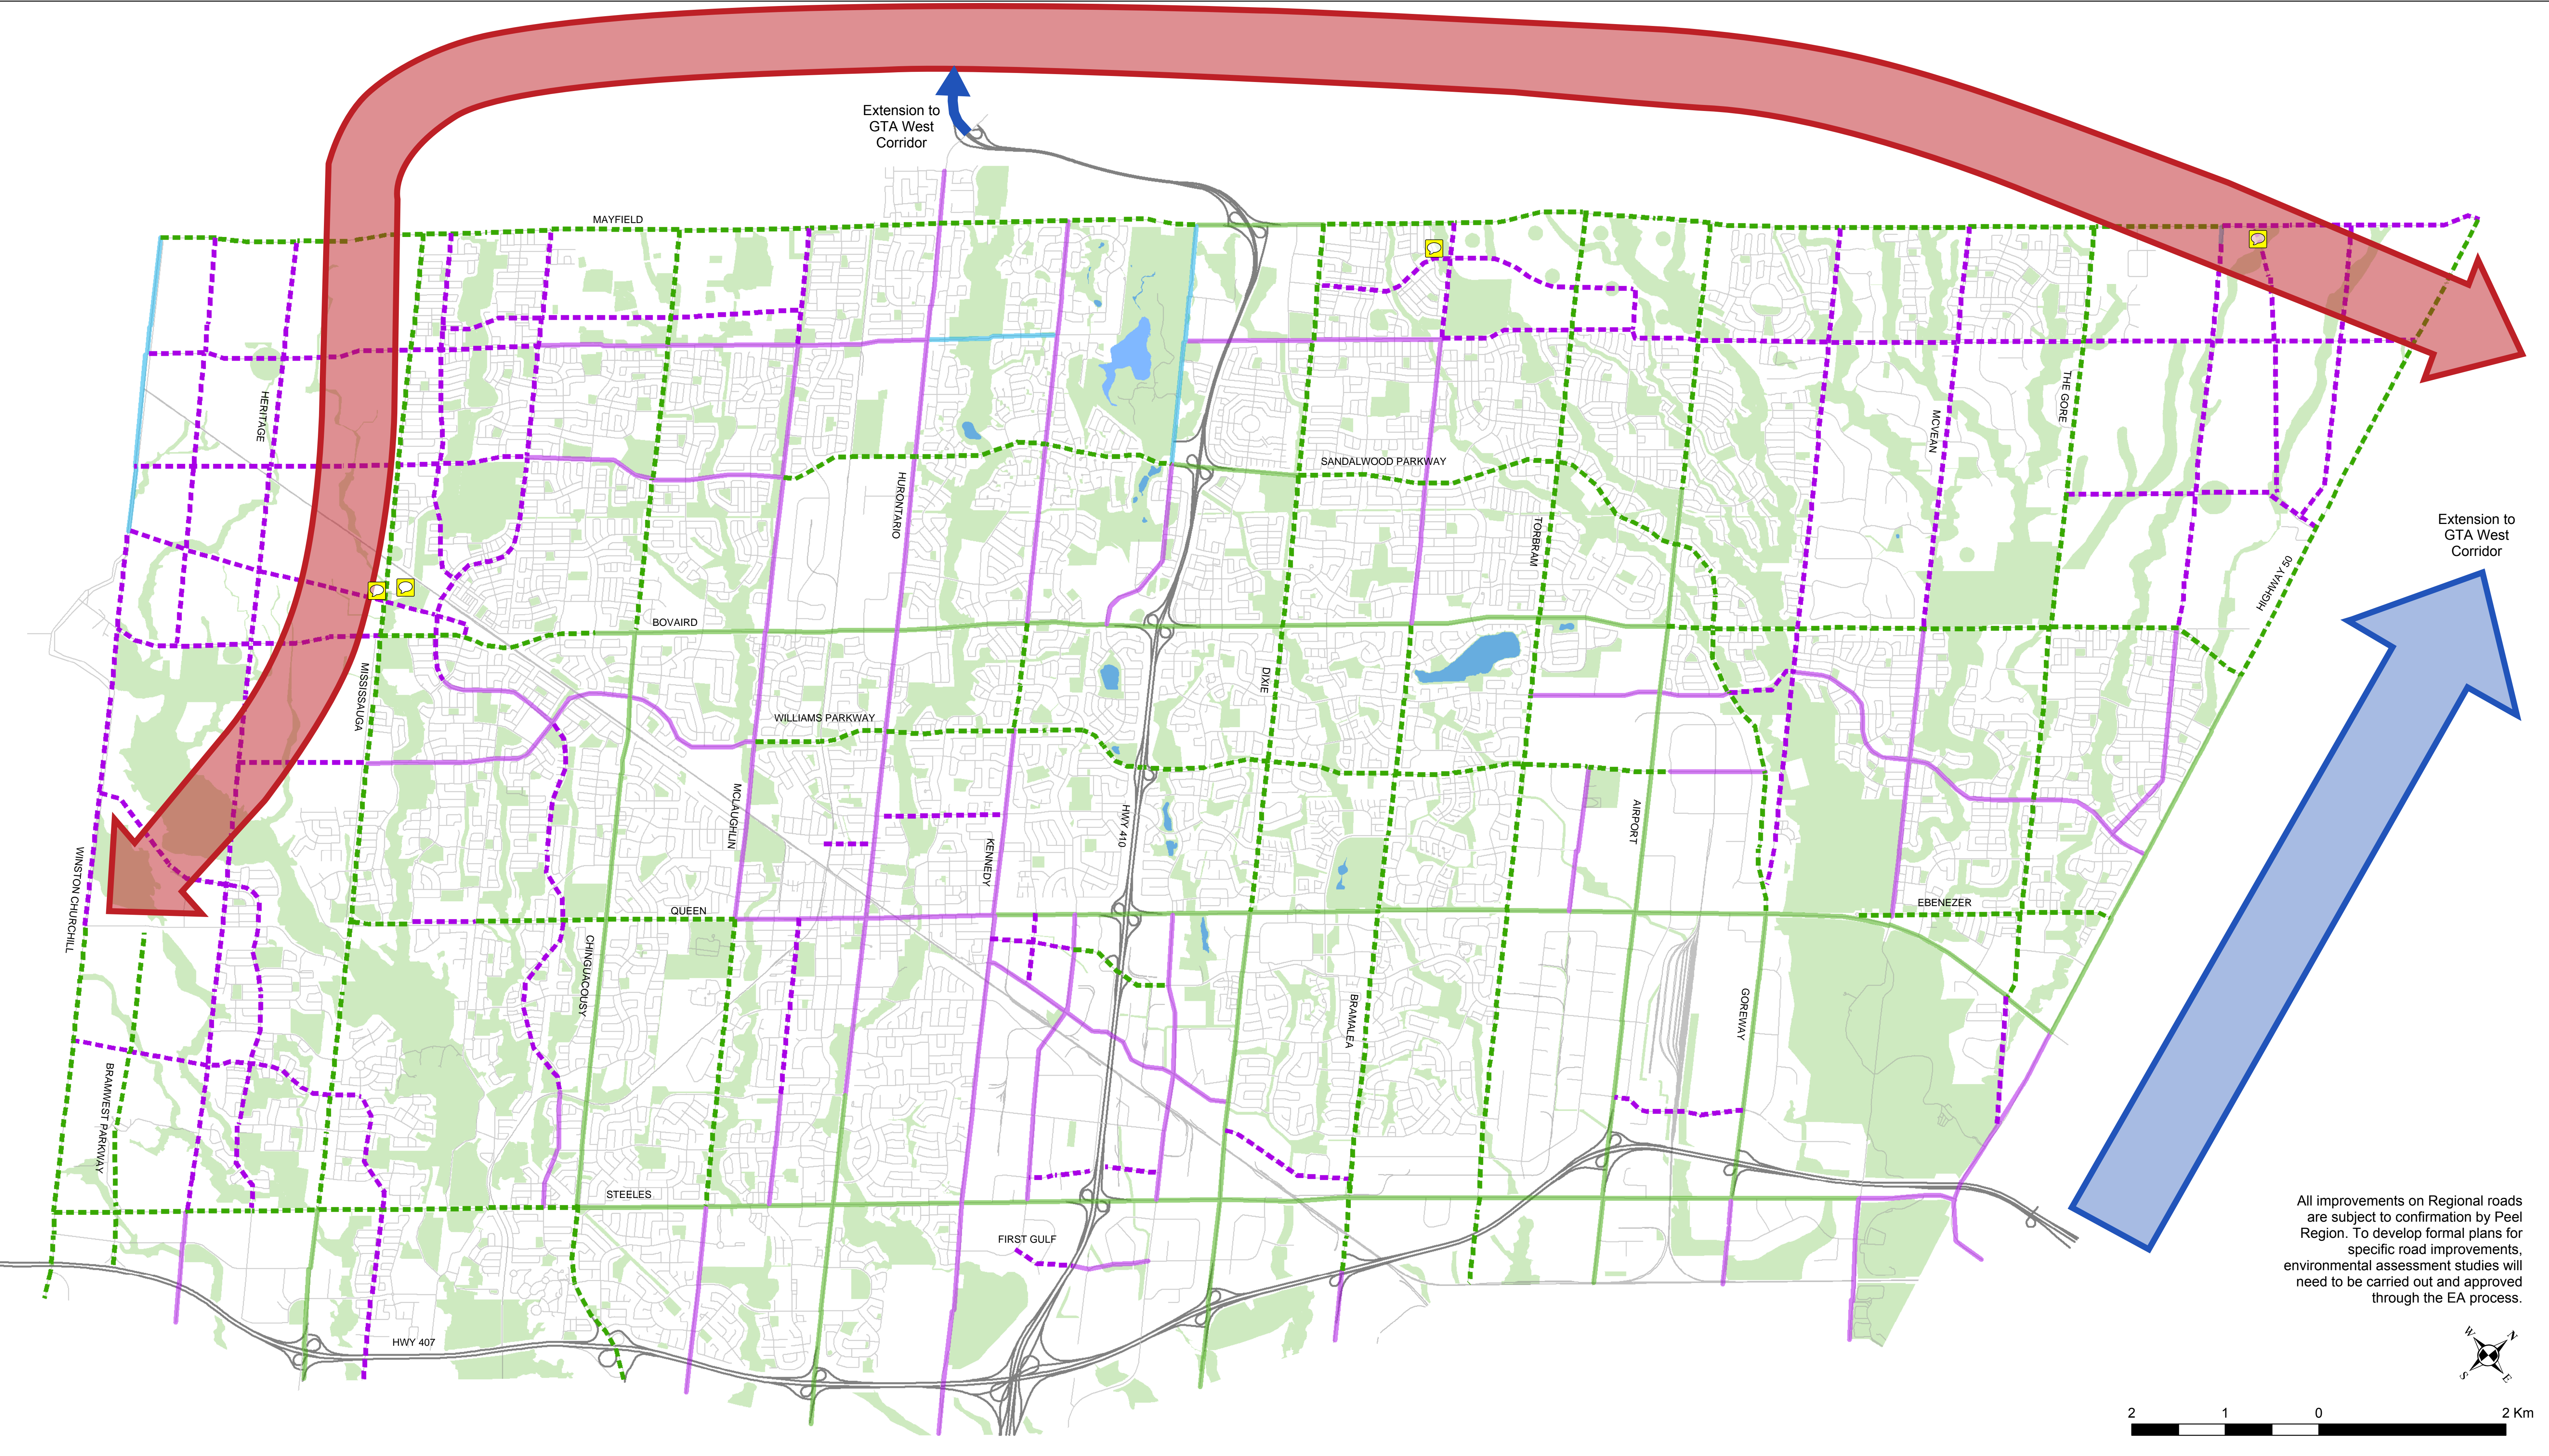 Extension to
GTA West
Corridor
MAYFIELD
HERITAGE
HURONTARIO
SANDALWOOD PARKWAY
TORBRAM
MCVEAN
THE GORE
Extension to
GTA West
Corridor
HIGHWAY 50
BOVAIRD
MISSISSAUGA
WILLIAMS PARKWAY
DIXIE
MCLAUGHLIN
KENNEDY
HWY 410
AIRPORT
WINSTON CHURCHILL
QUEEN
EBENEZER
CHINGUACOUSY
BRAMALEA
GOREWAY
BRAMWEST PARKWAY
STEELES
FIRST GULF
HWY 407
All improvements on Regional roads
are subject to confirmation by Peel
Region. To develop formal plans for
specific road improvements,
environmental assessment studies will
need to be carried out and approved
through the EA process.
W N
S E
2 1 0 2 Km